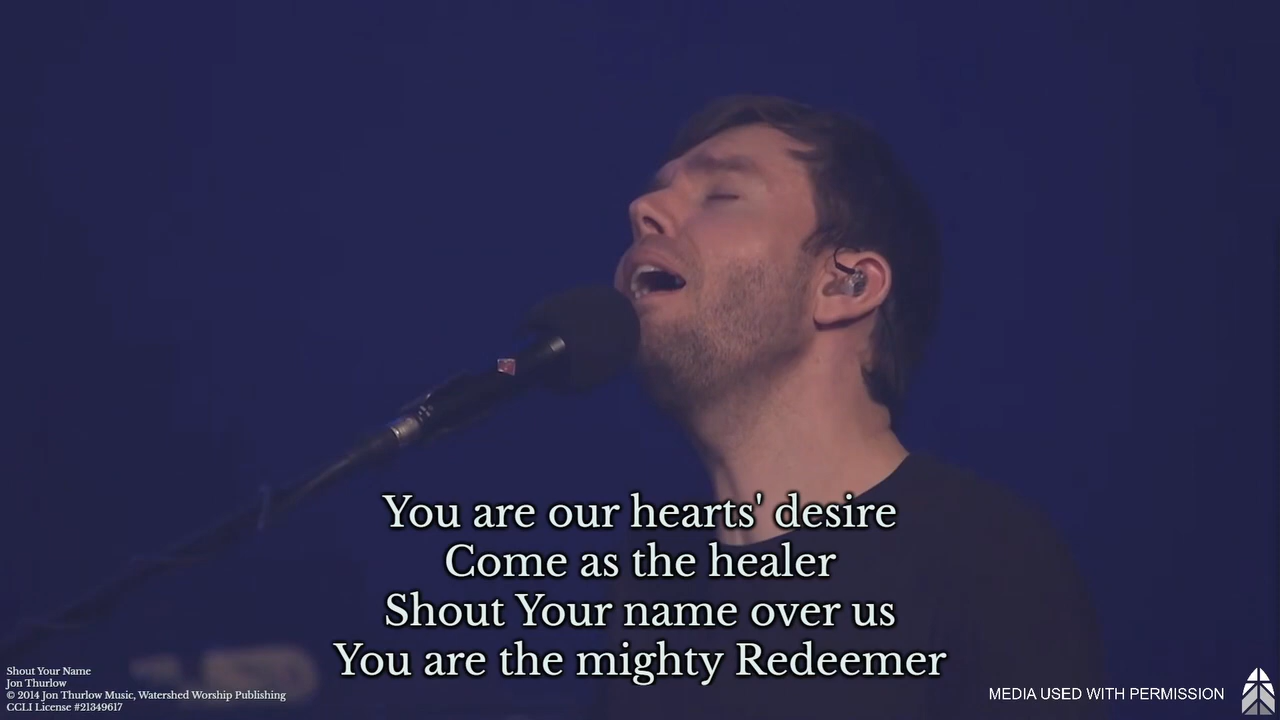 You are our hearts' desire
Come as the healer
Shout Your name over us
You are the mighty Redeemer
Shout Your Name
Jon Thurlow
© 2014 Jon Thurlow Music, Watershed Worship Publishing
CCLI License #21349617
MEDIA USED WITH PERMISSION